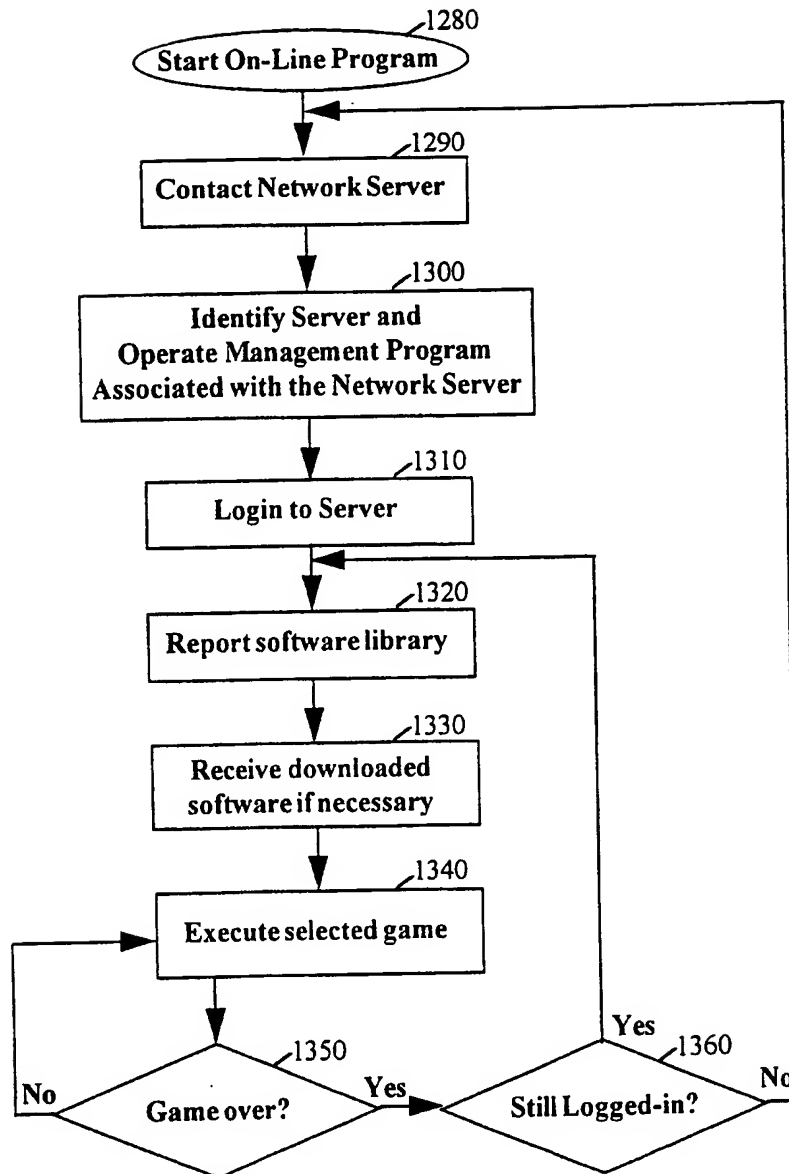 1280
Start On-Line Program
1290
Contact Network Server
1300
Identify Server and
Operate Management Program
Associated with the Network Server
1310
Login to Server
1320
Report software library
1330
Receive downloaded
software if necessary
1340
Execute selected game
1350
No
Game over?
Yes
Yes
1360
Still Logged-in?
No